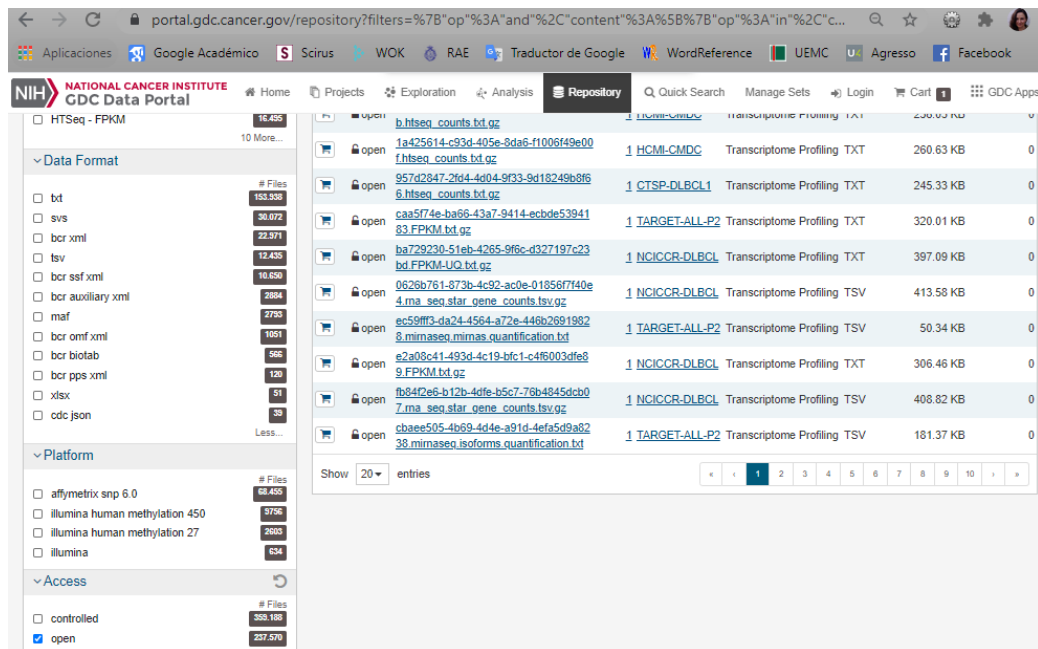 portal.gdc.cancer.gov/repository?filters=%7B"op"%3A"and"%2C"content"%3A%5B%7B"op"%3A"in"%2C"c...
Aplicaciones Google Académico S Scirus WOK RAE Traductor de Google WordReference UEMC Agresso Facebook
NIH NATIONAL CANCER INSTITUTE
GDC Data Portal
Home Projects Exploration Analysis Repository Quick Search Manage Sets Login Cart 1 GDC Apps
HTSeq - FPKM 16.495
10 More...
Data Format
# Files
txt 153.938
svs 30.072
bcr xml 22.971
tsv 12.435
bcr ssf xml 10.650
bcr auxiliary xml 2884
maf 2793
bcr omf xml 1051
bcr biotab 566
bcr pps xml 120
xlsx 51
cdc json 39
Less...
Platform
# Files
affymetrix snp 6.0 68.455
illumina human methylation 450 9756
illumina human methylation 27 2603
illumina 634
Access
# Files
controlled 359.188
open 237.570
open b.htseq_counts.txt.gz 1 HCMI-CMDC Transcriptome Profiling TXT 256.05 KB 0
open 1a425614-c93d-405e-8da6-f1006f49e00
f.htseq_counts.txt.gz 1 HCMI-CMDC Transcriptome Profiling TXT 260.63 KB 0
open 957d2847-2fd4-4d04-9f33-9d18249b8f6
6.htseq_counts.txt.gz 1 CTSP-DLBCL1 Transcriptome Profiling TXT 245.33 KB 0
open caa5f74e-ba66-43a7-9414-ecbde53941
83.FPKM.txt.gz 1 TARGET-ALL-P2 Transcriptome Profiling TXT 320.01 KB 0
open ba729230-51eb-4265-9f6c-d327197c23
bd.FPKM-UQ.txt.gz 1 NCICCR-DLBCL Transcriptome Profiling TXT 397.09 KB 0
open 0626b761-873b-4c92-ac0e-01856f7f40e
4.rna_seq.star_gene_counts.tsv.gz 1 NCICCR-DLBCL Transcriptome Profiling TSV 413.58 KB 0
open ec59fff3-da24-4564-a72e-446b2691982
8.mirnaseq.mirnas.quantification.txt 1 TARGET-ALL-P2 Transcriptome Profiling TSV 50.34 KB 0
open e2a08c41-493d-4c19-bfc1-c4f6003dfe8
9.FPKM.txt.gz 1 NCICCR-DLBCL Transcriptome Profiling TXT 306.46 KB 0
open fb84f2e6-b12b-4dfe-b5c7-76b4845dcb0
7.rna_seq.star_gene_counts.tsv.gz 1 NCICCR-DLBCL Transcriptome Profiling TSV 408.82 KB 0
open cbaee505-4b69-4d4e-a91d-4efa5d9a82
38.mirnaseq.isoforms.quantification.txt 1 TARGET-ALL-P2 Transcriptome Profiling TSV 181.37 KB 0
Show 20 entries « ‹ 1 2 3 4 5 6 7 8 9 10 › »